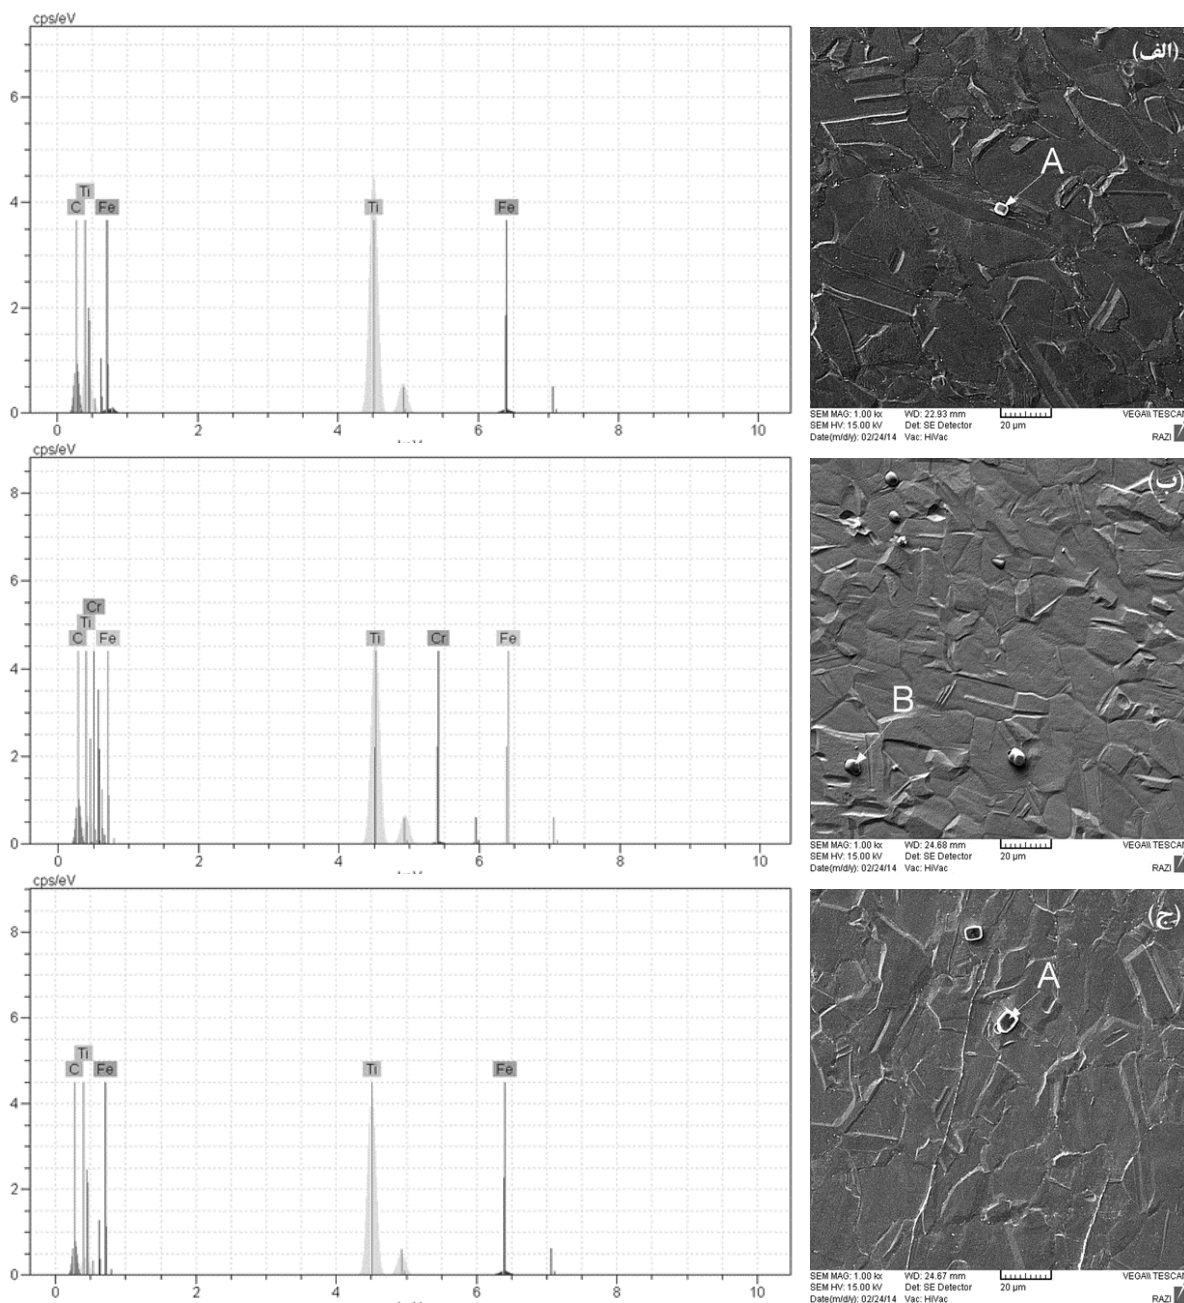 cps/eV
6
4
2
0
Ti
C Fe Ti Fe
0 2 4 6 8 10
(الف)
A
SEM MAG: 1.00 kx WD: 22.93 mm VEGA\\ TESCAN
SEM HV: 15.00 kV Det: SE Detector 20 µm
Date(m/d/y): 02/24/14 Vac: HiVac RAZI
cps/eV
8
6
4
2
0
Cr
Ti
C Fe Ti Cr Fe
0 2 4 6 8 10
(ب)
B
SEM MAG: 1.00 kx WD: 24.68 mm VEGA\\ TESCAN
SEM HV: 15.00 kV Det: SE Detector 20 µm
Date(m/d/y): 02/24/14 Vac: HiVac RAZI
cps/eV
8
6
4
2
0
Ti
C Fe Ti Fe
0 2 4 6 8 10
(ج)
A
SEM MAG: 1.00 kx WD: 24.67 mm VEGA\\ TESCAN
SEM HV: 15.00 kV Det: SE Detector 20 µm
Date(m/d/y): 02/24/14 Vac: HiVac RAZI